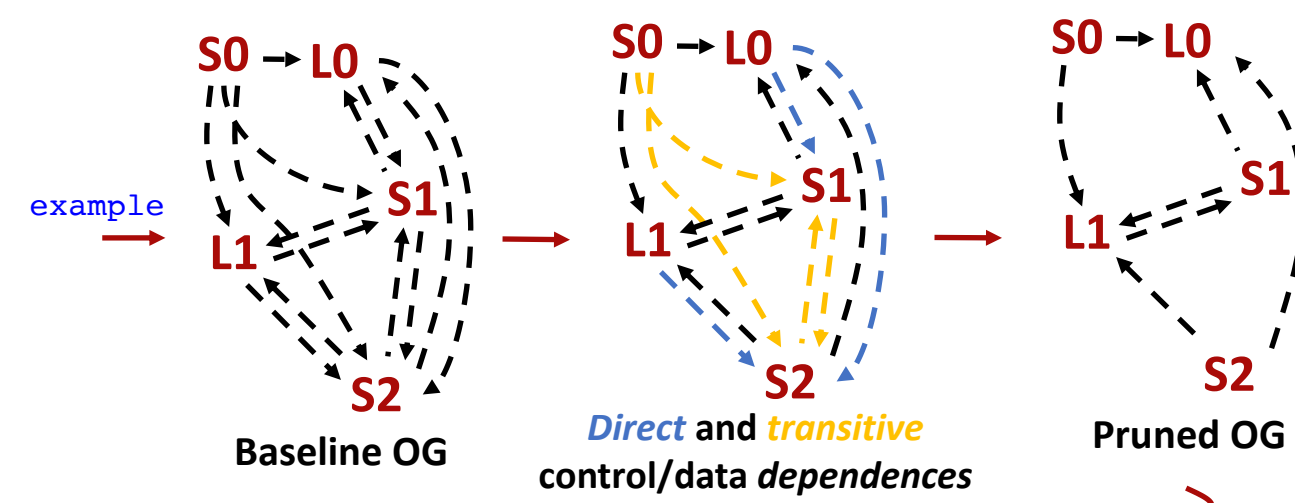 example
S0
L0
S1
L1
S2
Baseline OG
S0
L0
S1
L1
S2
Direct and transitive
control/data dependences
S0
L0
S1
L1
S2
Pruned OG